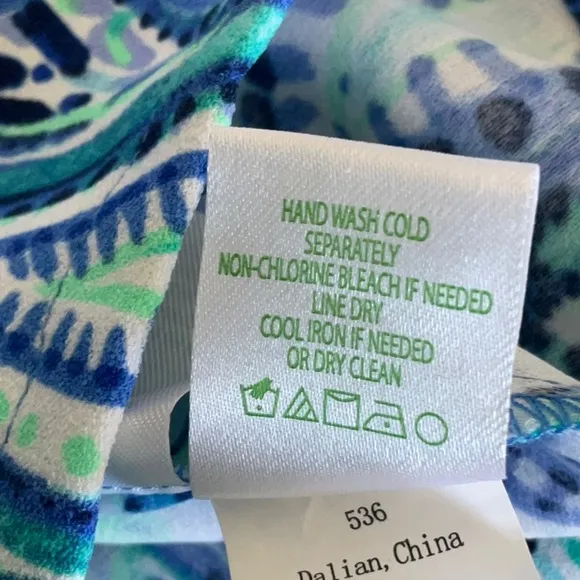 HAND WASH COLD
SEPARATELY
NON-CHLORINE BLEACH IF NEEDED
LINE DRY
COOL IRON IF NEEDED
OR DRY CLEAN
536
Dalian, China